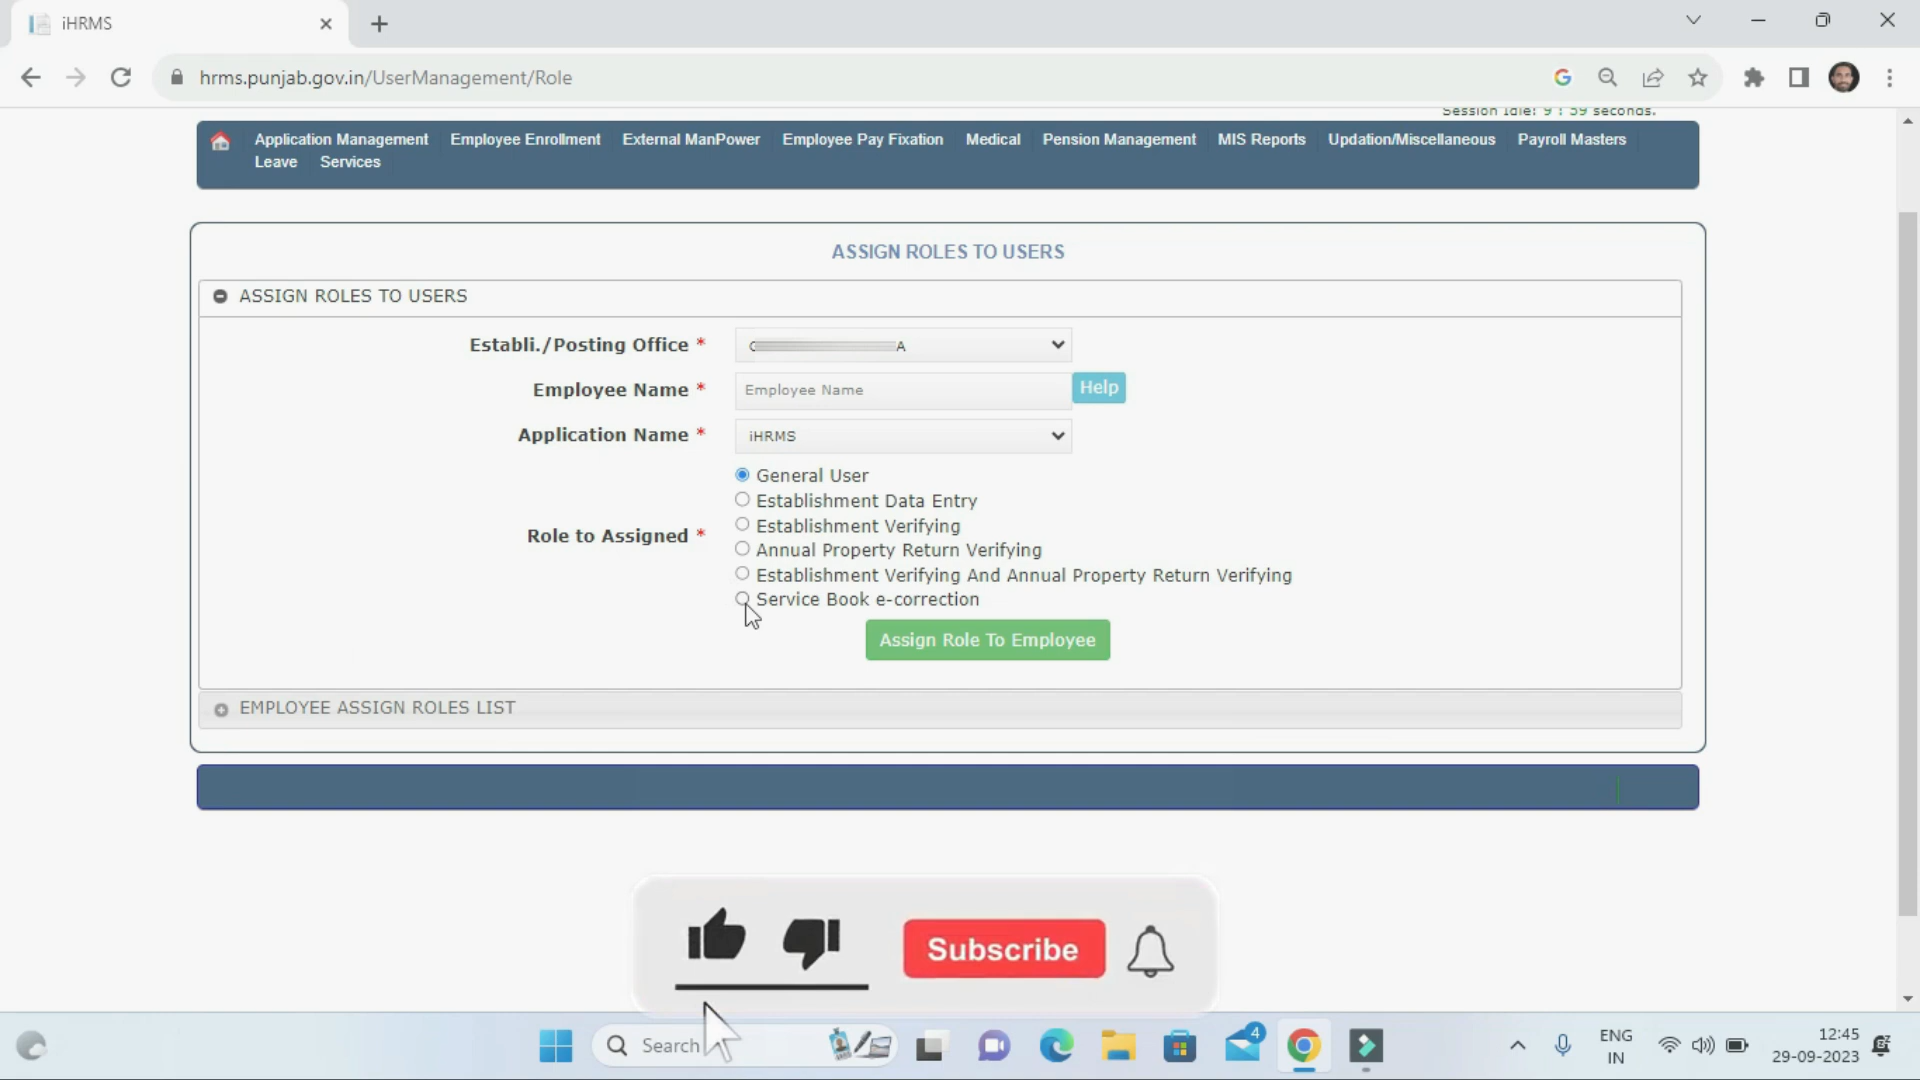 iHRMS
hrms.punjab.gov.in/UserManagement/Role
Session Idle: 9 : 59 seconds.
Application Management Employee Enrollment External ManPower Employee Pay Fixation Medical Pension Management MIS Reports Updation/Miscellaneous Payroll Masters
Leave Services
ASSIGN ROLES TO USERS
ASSIGN ROLES TO USERS
Establi./Posting Office *
Employee Name * Employee Name Help
Application Name * iHRMS
General User
Establishment Data Entry
Establishment Verifying
Role to Assigned *
Annual Property Return Verifying
Establishment Verifying And Annual Property Return Verifying
Service Book e-correction
Assign Role To Employee
EMPLOYEE ASSIGN ROLES LIST
Subscribe
Search
4
ENG
IN
12:45
29-09-2023